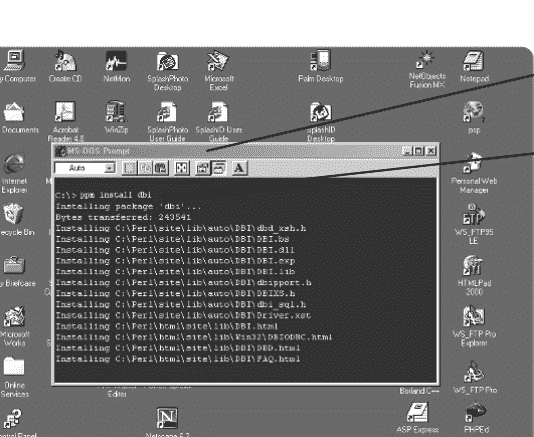 y Computer
Create CD
NetMon
SplashPhoto Desktop
Microsoft Excel
Palm Desktop
NetObjects Fusion MX
Notepad
Documents
Acrobat Reader 4.0
WinZip
SplashPhoto User Guide
SplashID User Guide
splashID Desktop
psp
MS-DOS Prompt
Auto
A
Internet Explorer
Personal Web Manager
C:\> ppm install dbi
Installing package 'dbi'...
Bytes transferred: 243541
Installing C:\Perl\site\lib\auto\DBI\dbd_xsh.h
Installing C:\Perl\site\lib\auto\DBI\DBI.bs
Installing C:\Perl\site\lib\auto\DBI\DBI.dll
Installing C:\Perl\site\lib\auto\DBI\DBI.exp
Installing C:\Perl\site\lib\auto\DBI\DBI.lib
Installing C:\Perl\site\lib\auto\DBI\dbipport.h
Installing C:\Perl\site\lib\auto\DBI\DBIXS.h
Installing C:\Perl\site\lib\auto\DBI\dbi_sql.h
Installing C:\Perl\site\lib\auto\DBI\Driver.xst
Installing C:\Perl\html\site\lib\DBI.html
Installing C:\Perl\html\site\lib\Win32\DBIODBC.html
Installing C:\Perl\html\site\lib\DBI\DBD.html
Installing C:\Perl\html\site\lib\DBI\FAQ.html
ecycle Bin
WS_FTP95 LE
y Briefcase
HTMLPad 2000
Microsoft Works
WS_FTP Pro Explorer
Online Services
Editor
Borland C++
WS_FTP Pro
ontrol Panel
Netscape 6.2
ASP Express
PHPEd